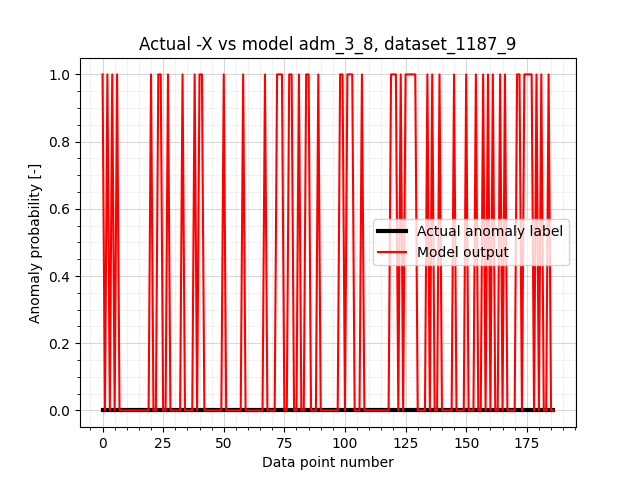 Actual -X vs model adm_3_8, dataset_1187_9
Anomaly probability [-]
1.0
0.8
0.6
0.4
0.2
0.0
Actual anomaly label
Model output
0 25 50 75 100 125 150 175
Data point number